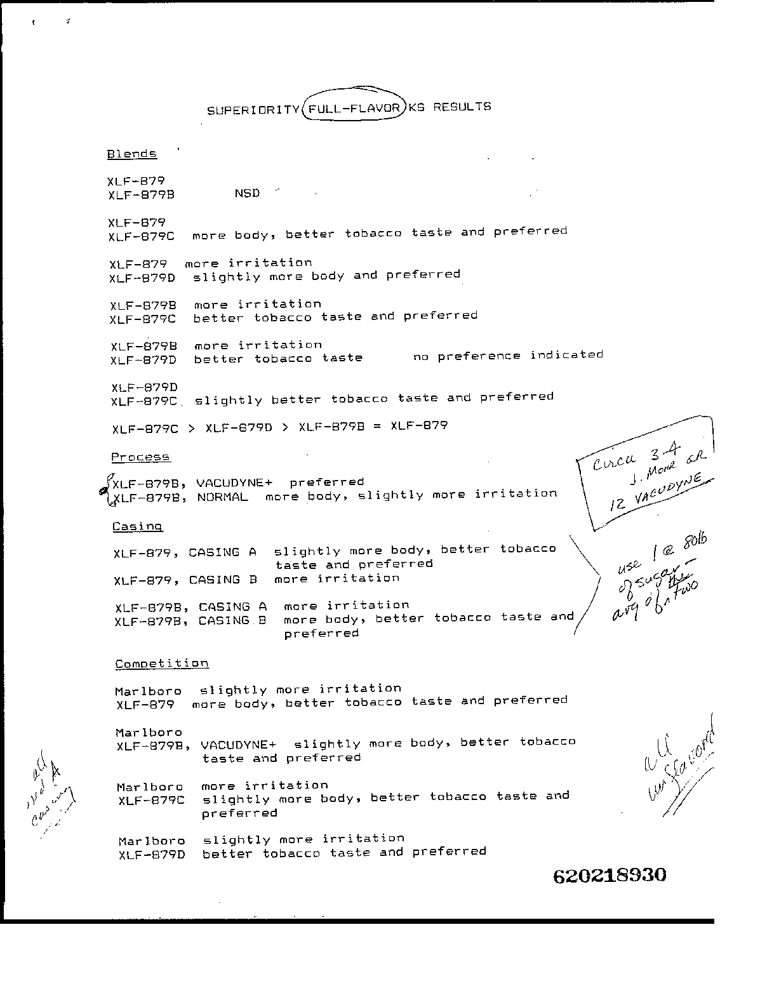 SUPERIORITY FULL-FLAVOR KS RESULTS
Blends
XLF-879
XLF-879B NSD
XLF-879
XLF-879C more body, better tobacco taste and preferred
XLF-879 more irritation
XLF-879D slightly more body and preferred
XLF-879B more irritation
XLF-879C better tobacco taste and preferred
XLF-879B more irritation
XLF-879D better tobacco taste no preference indicated
XLF-879D
XLF-879C slightly better tobacco taste and preferred
XLF-879C > XLF-879D > XLF-879B = XLF-879
Process
XLF-879B, VACUDYNE+ preferred
XLF-879B, NORMAL more body, slightly more irritation
Circa 3-4
J. More GR
12 VACUDYNE
Casing
XLF-879, CASING A slightly more body, better tobacco
taste and preferred
XLF-879, CASING B more irritation
XLF-879B, CASING A more irritation
XLF-879B, CASING B more body, better tobacco taste and
preferred
use 1 @ 80lb
of sugar –
avg of the two
Competition
Marlboro slightly more irritation
XLF-879 more body, better tobacco taste and preferred
Marlboro
XLF-879B, VACUDYNE+ slightly more body, better tobacco
taste and preferred
Marlboro more irritation
XLF-879C slightly more body, better tobacco taste and
preferred
Marlboro slightly more irritation
XLF-879D better tobacco taste and preferred
all
A
casing
all
unflavored
620218930